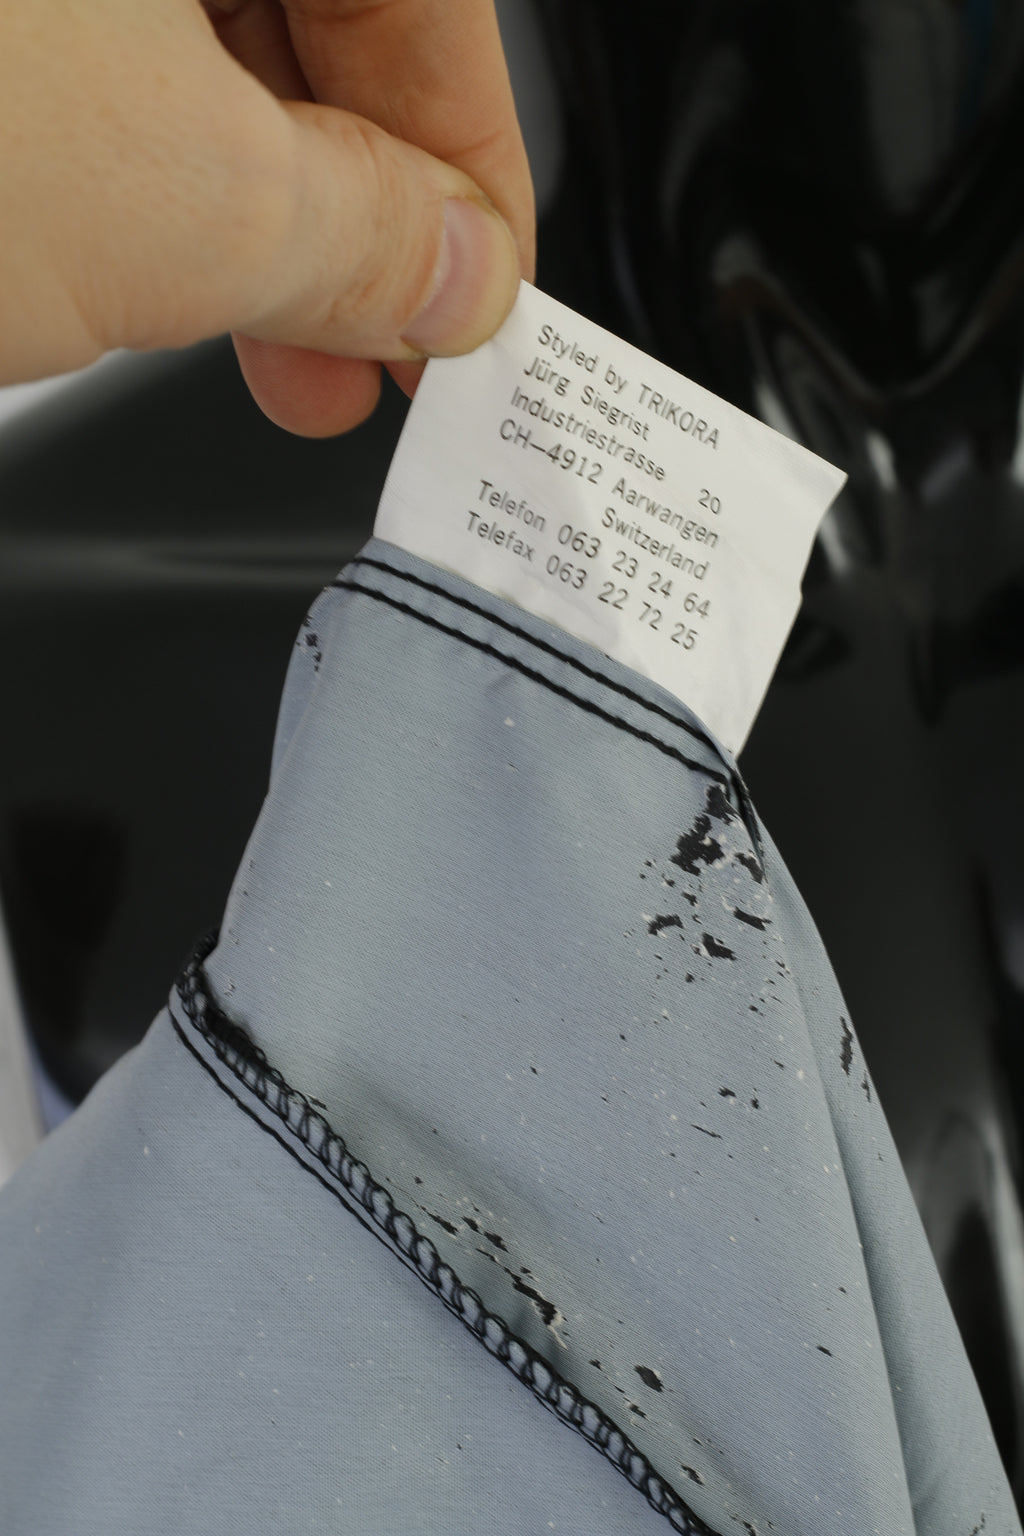 Styled by TRIKORA
Jürg Siegrist
Industriestrasse 20
CH—4912 Aarwangen
Switzerland
Telefon 063 23 24 64
Telefax 063 22 72 25